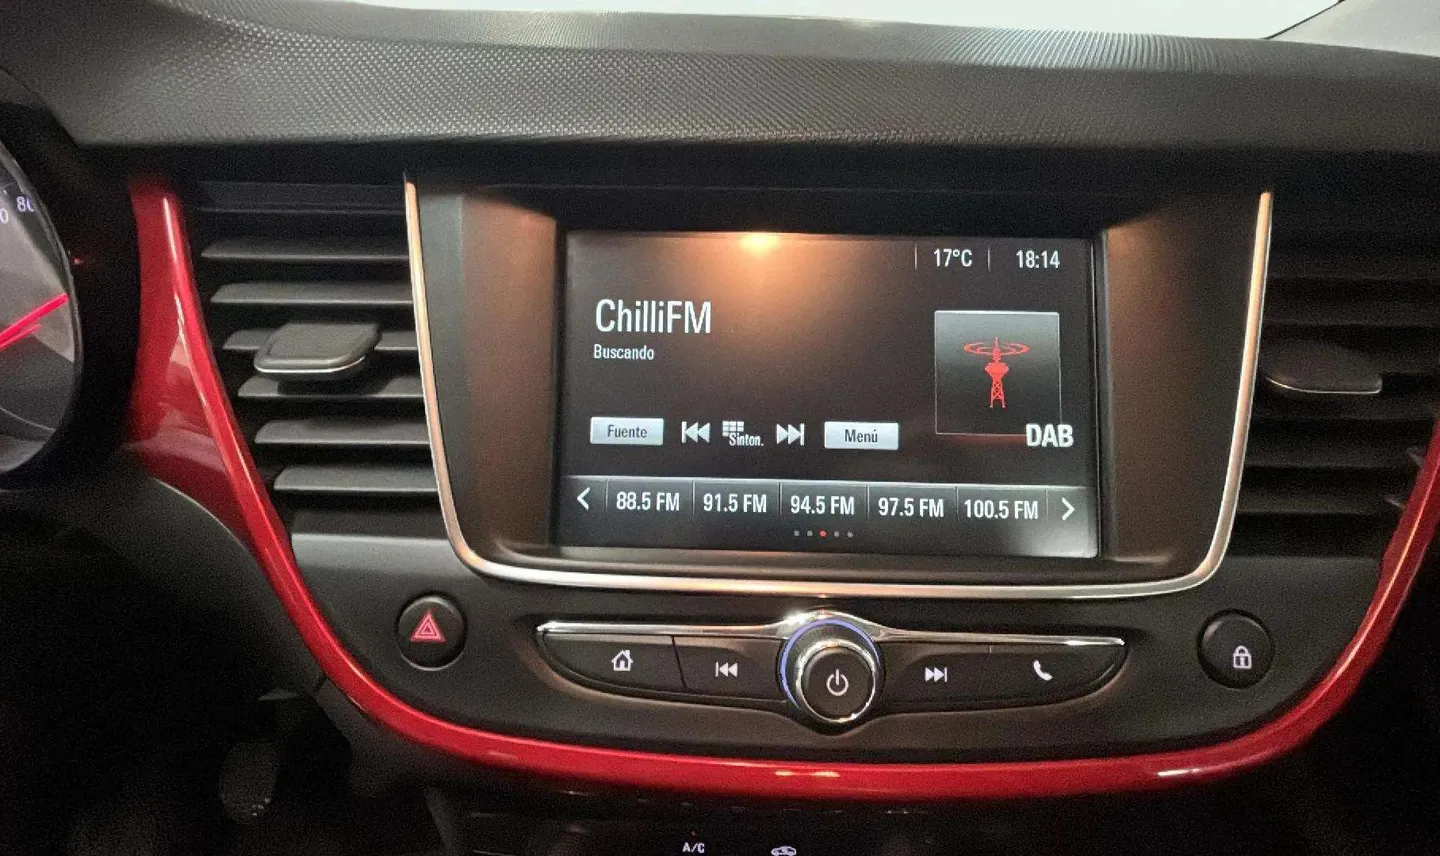 80
17°C 18:14
ChilliFM
Buscando
DAB
Fuente Sinton. Menú
88.5 FM 91.5 FM 94.5 FM 97.5 FM 100.5 FM
A/C